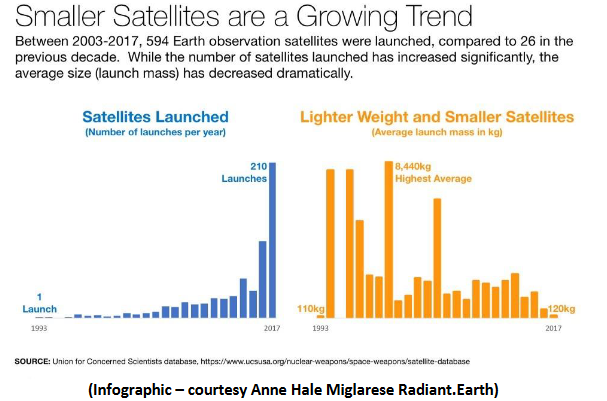 Smaller Satellites are a Growing Trend
Between 2003-2017, 594 Earth observation satellites were launched, compared to 26 in the
previous decade. While the number of satellites launched has increased significantly, the
average size (launch mass) has decreased dramatically.
Satellites Launched
(Number of launches per year)
210
Launches
1
Launch
1993
2017
Lighter Weight and Smaller Satellites
(Average launch mass in kg)
8,440kg
Highest Average
110kg
120kg
1993
2017
SOURCE: Union for Concerned Scientists database, https://www.ucsusa.org/nuclear-weapons/space-weapons/satellite-database
(Infographic – courtesy Anne Hale Miglarese Radiant.Earth)